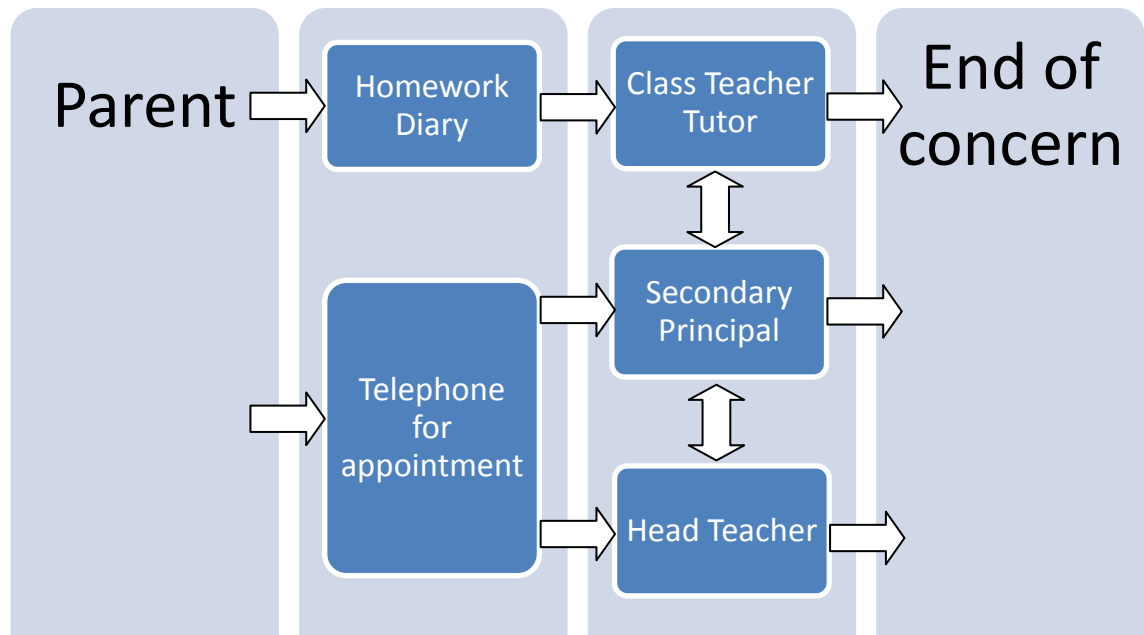 Parent
Homework
Diary
Class Teacher
Tutor
End of
concern
Telephone
for
appointment
Secondary
Principal
Head Teacher